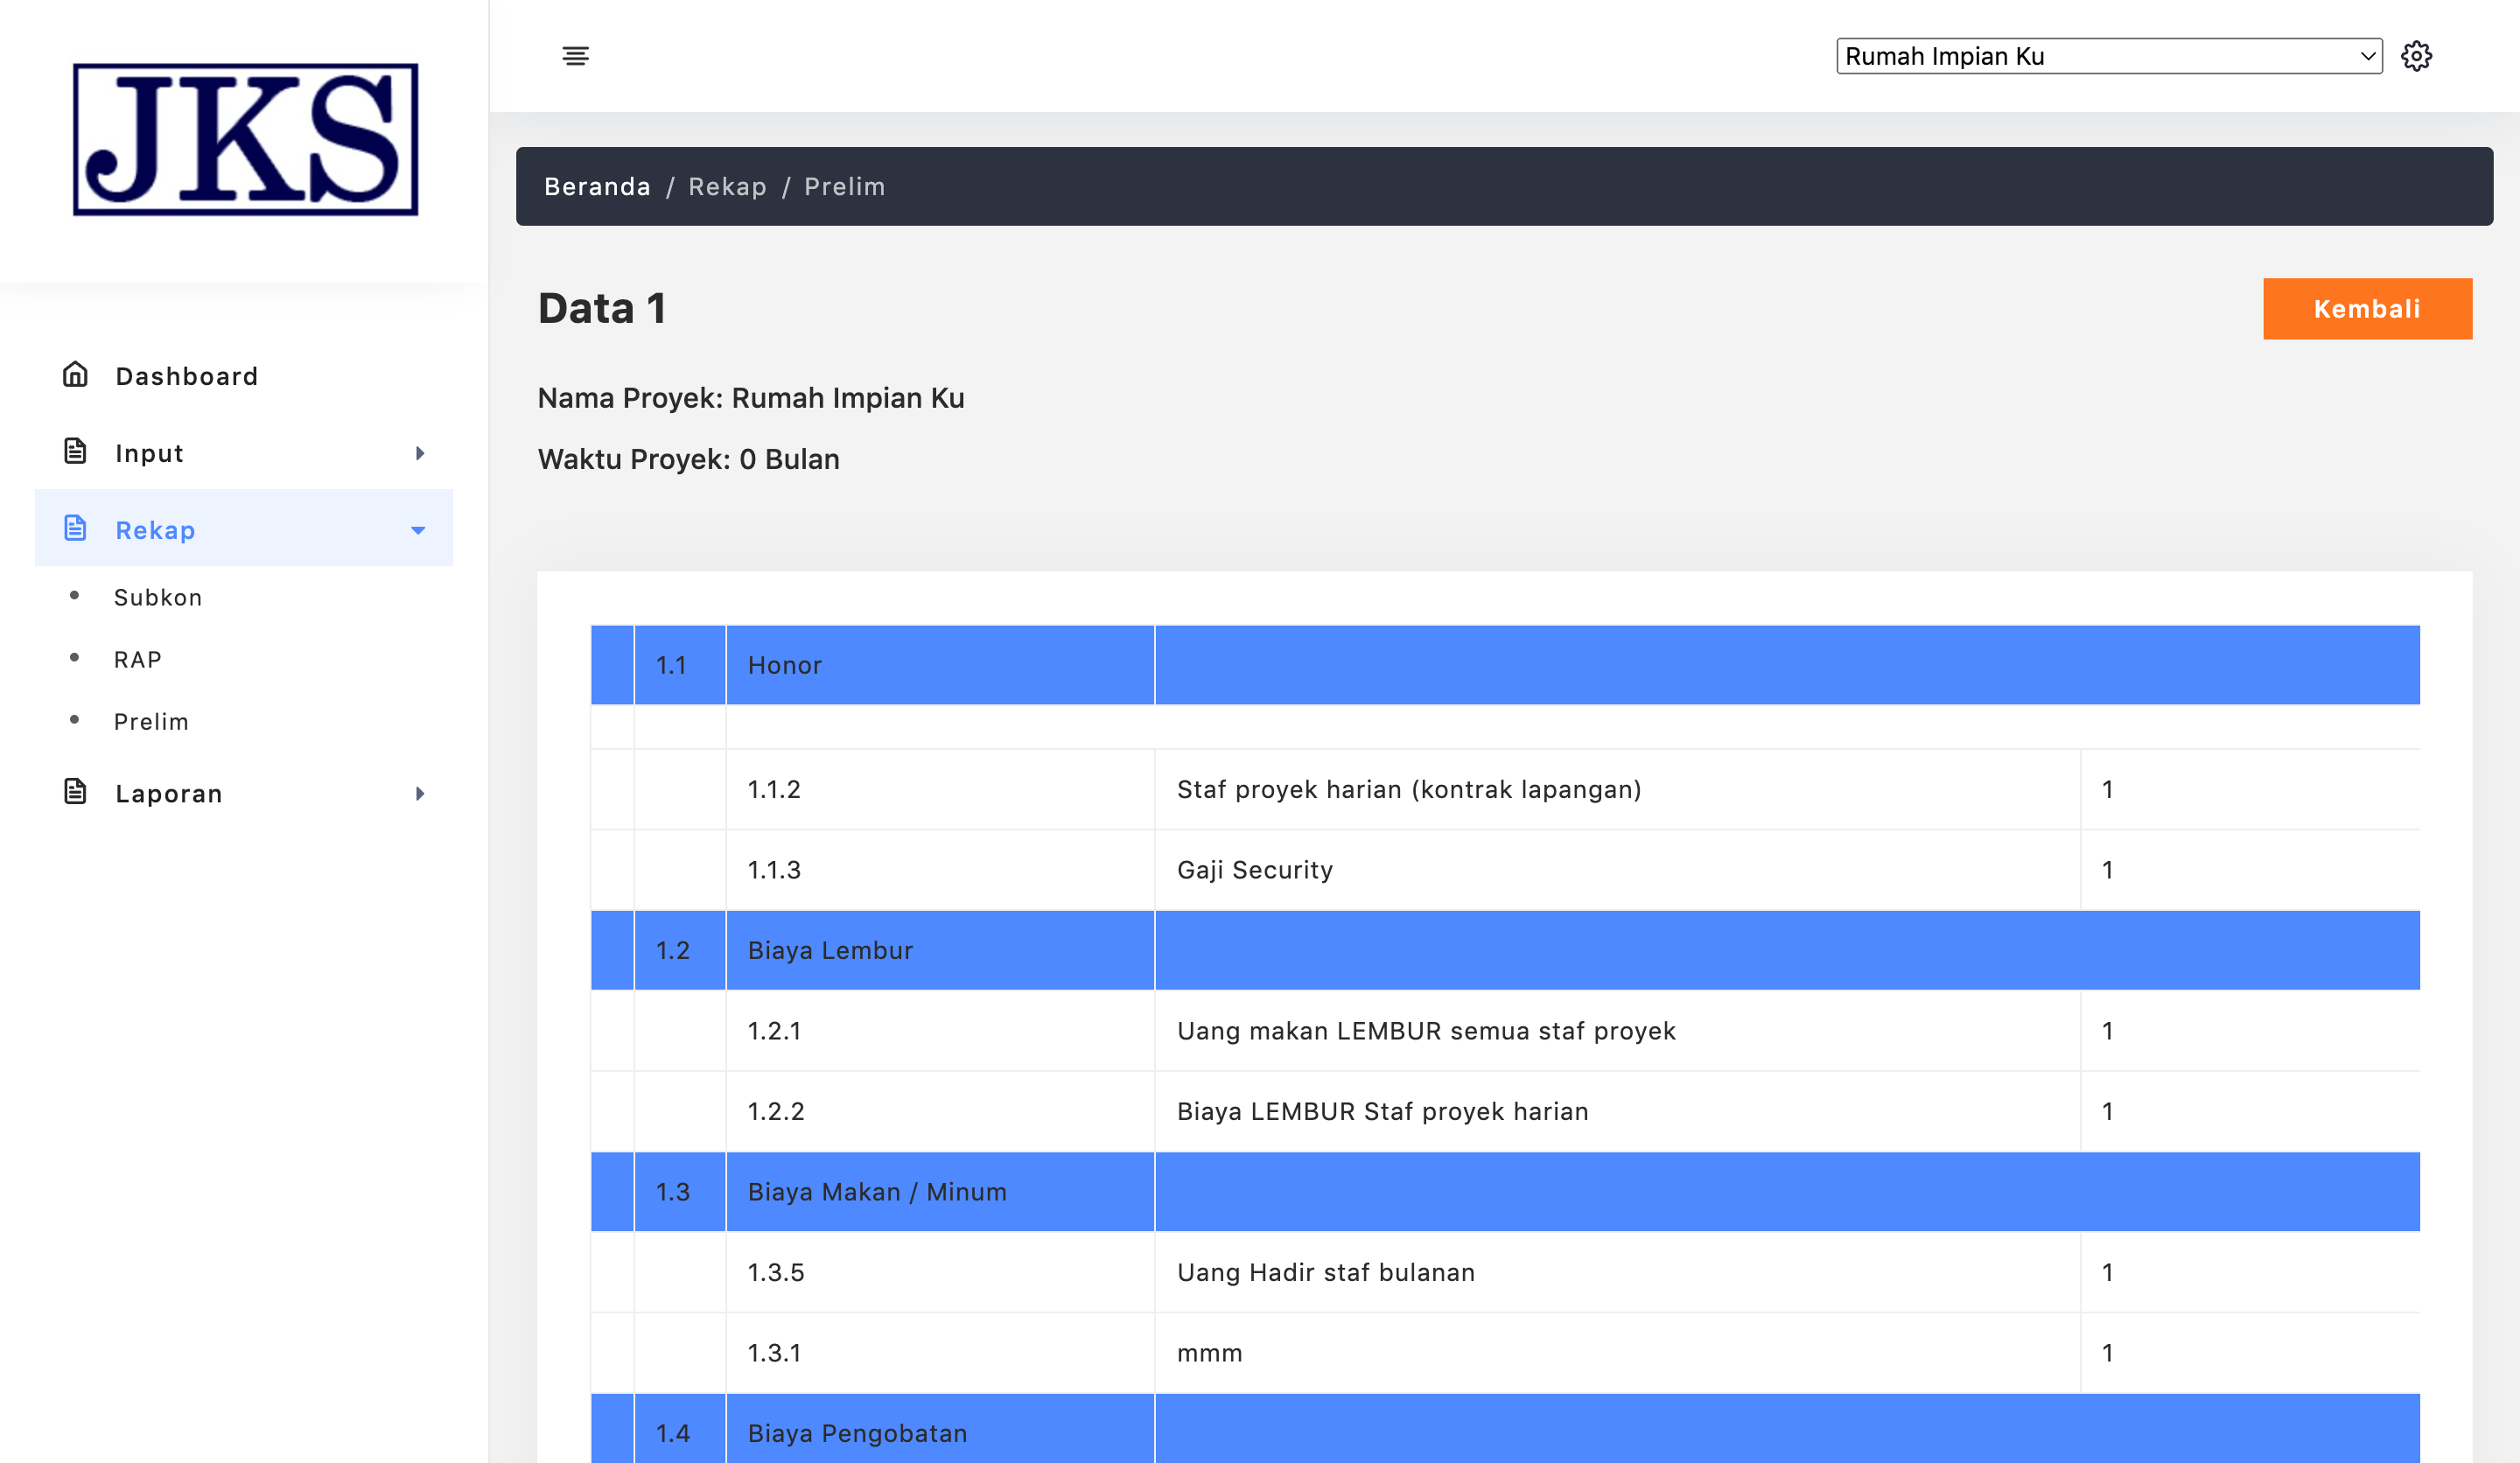 JKS
Rumah Impian Ku
Beranda / Rekap / Prelim
Data 1
Kembali
Nama Proyek: Rumah Impian Ku
Waktu Proyek: 0 Bulan
Dashboard
Input
Rekap
Subkon
RAP
Prelim
Laporan
1.1 Honor
1.1.2 Staf proyek harian (kontrak lapangan) 1
1.1.3 Gaji Security 1
1.2 Biaya Lembur
1.2.1 Uang makan LEMBUR semua staf proyek 1
1.2.2 Biaya LEMBUR Staf proyek harian 1
1.3 Biaya Makan / Minum
1.3.5 Uang Hadir staf bulanan 1
1.3.1 mmm 1
1.4 Biaya Pengobatan